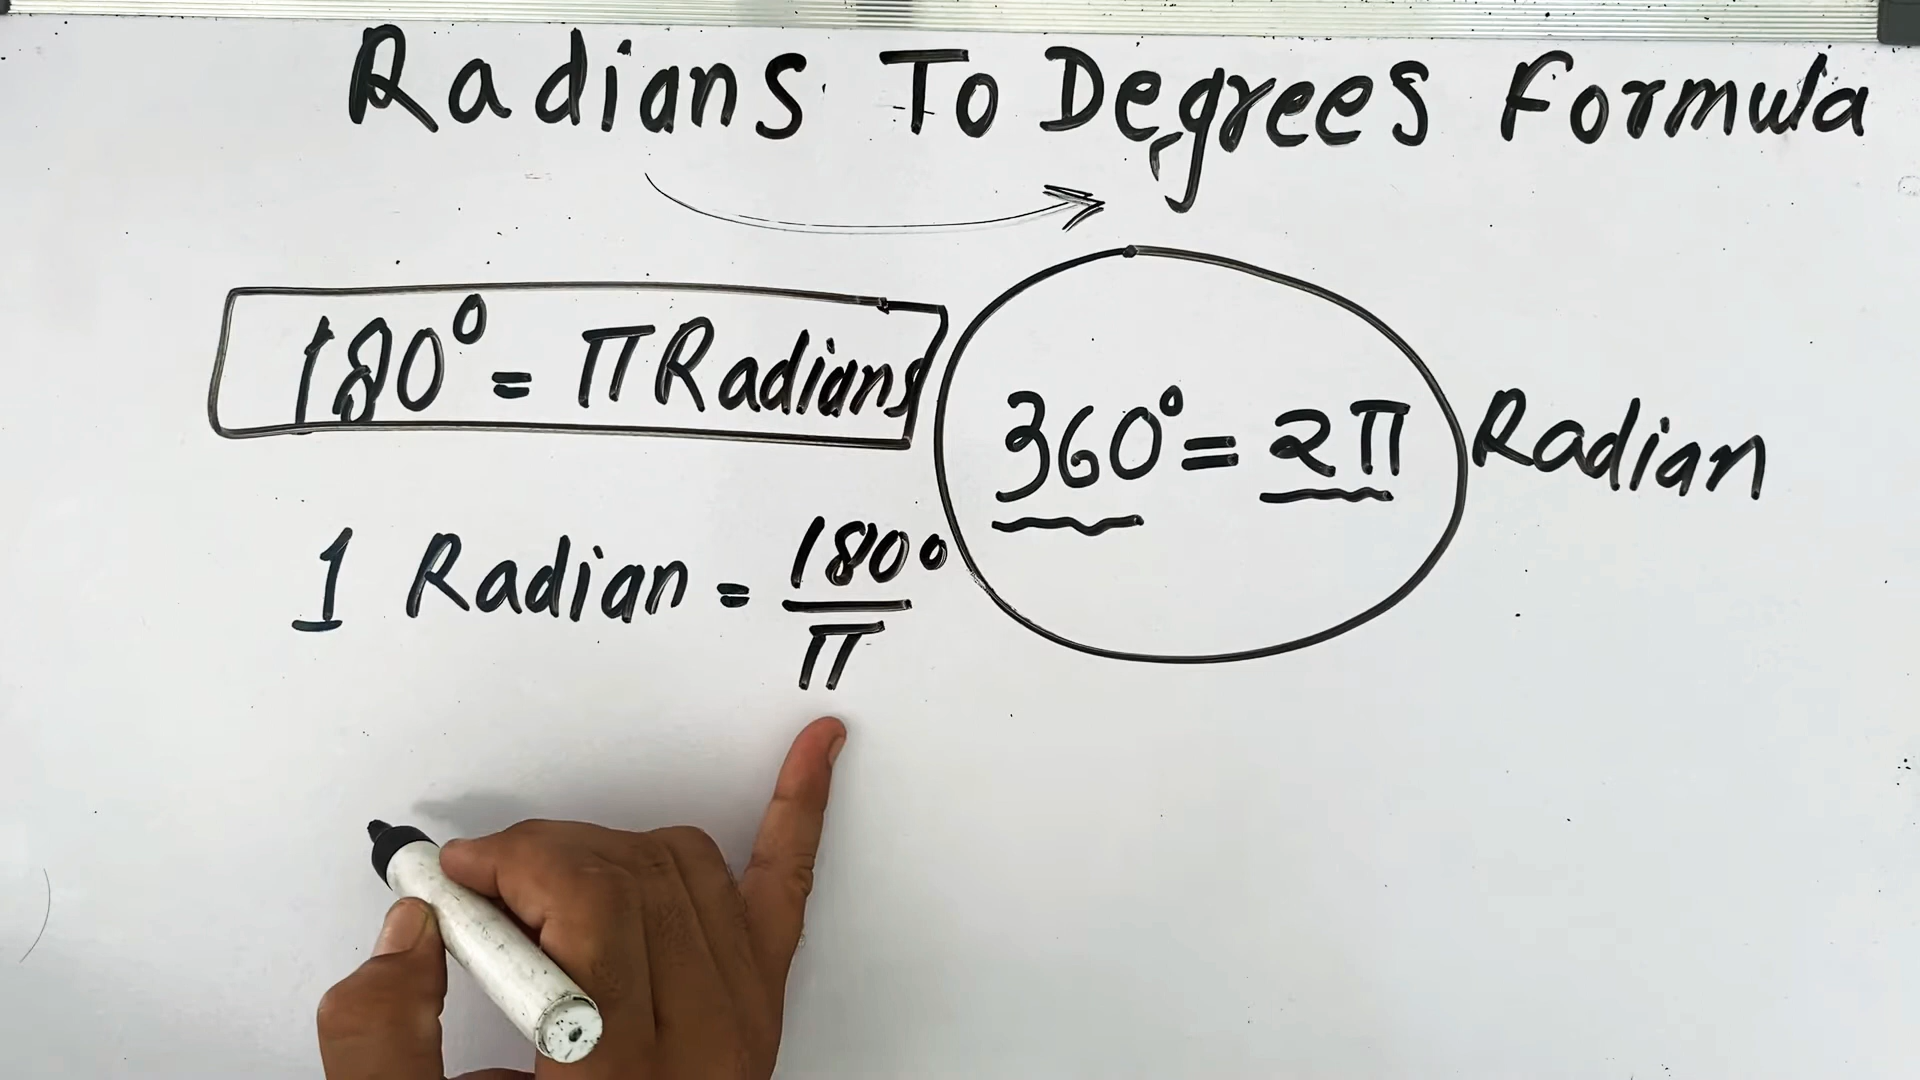 Radians To Degrees Formula
180° = π Radians
360° = 2π Radian
1 Radian = 180°/π